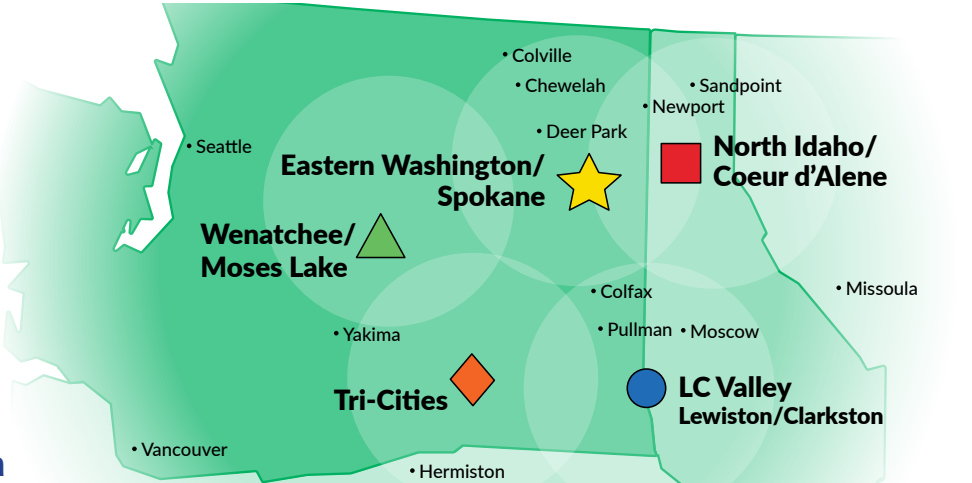 Colville
Chewelah
Sandpoint
Newport
Deer Park
Seattle
Eastern Washington/
Spokane
North Idaho/
Coeur d'Alene
Wenatchee/
Moses Lake
Colfax
Missoula
Yakima
Pullman
Moscow
Tri-Cities
LC Valley
Lewiston/Clarkston
Vancouver
Hermiston